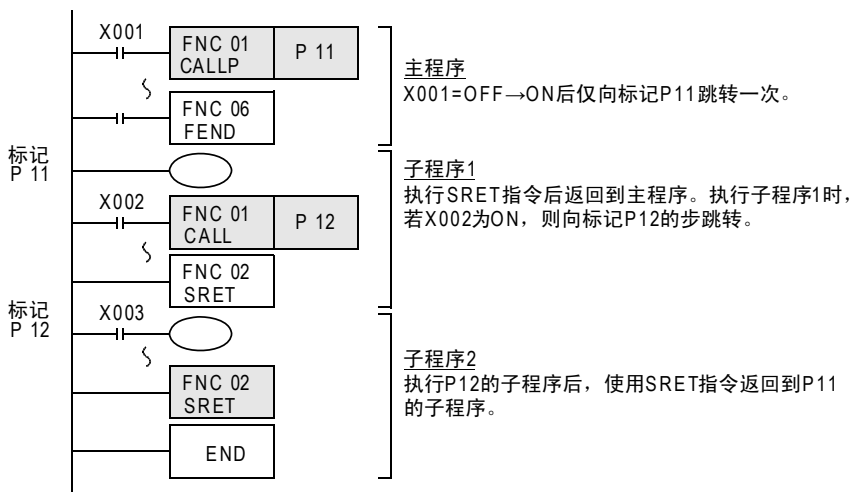 X001
FNC 01
CALLP
P 11
FNC 06
FEND
主程序
X001=OFF→ON后仅向标记P11跳转一次。
标记
P 11
X002
FNC 01
CALL
P 12
FNC 02
SRET
子程序1
执行SRET指令后返回到主程序。执行子程序1时，
若X002为ON，则向标记P12的步跳转。
标记
P 12
X003
FNC 02
SRET
END
子程序2
执行P12的子程序后，使用SRET指令返回到P11
的子程序。